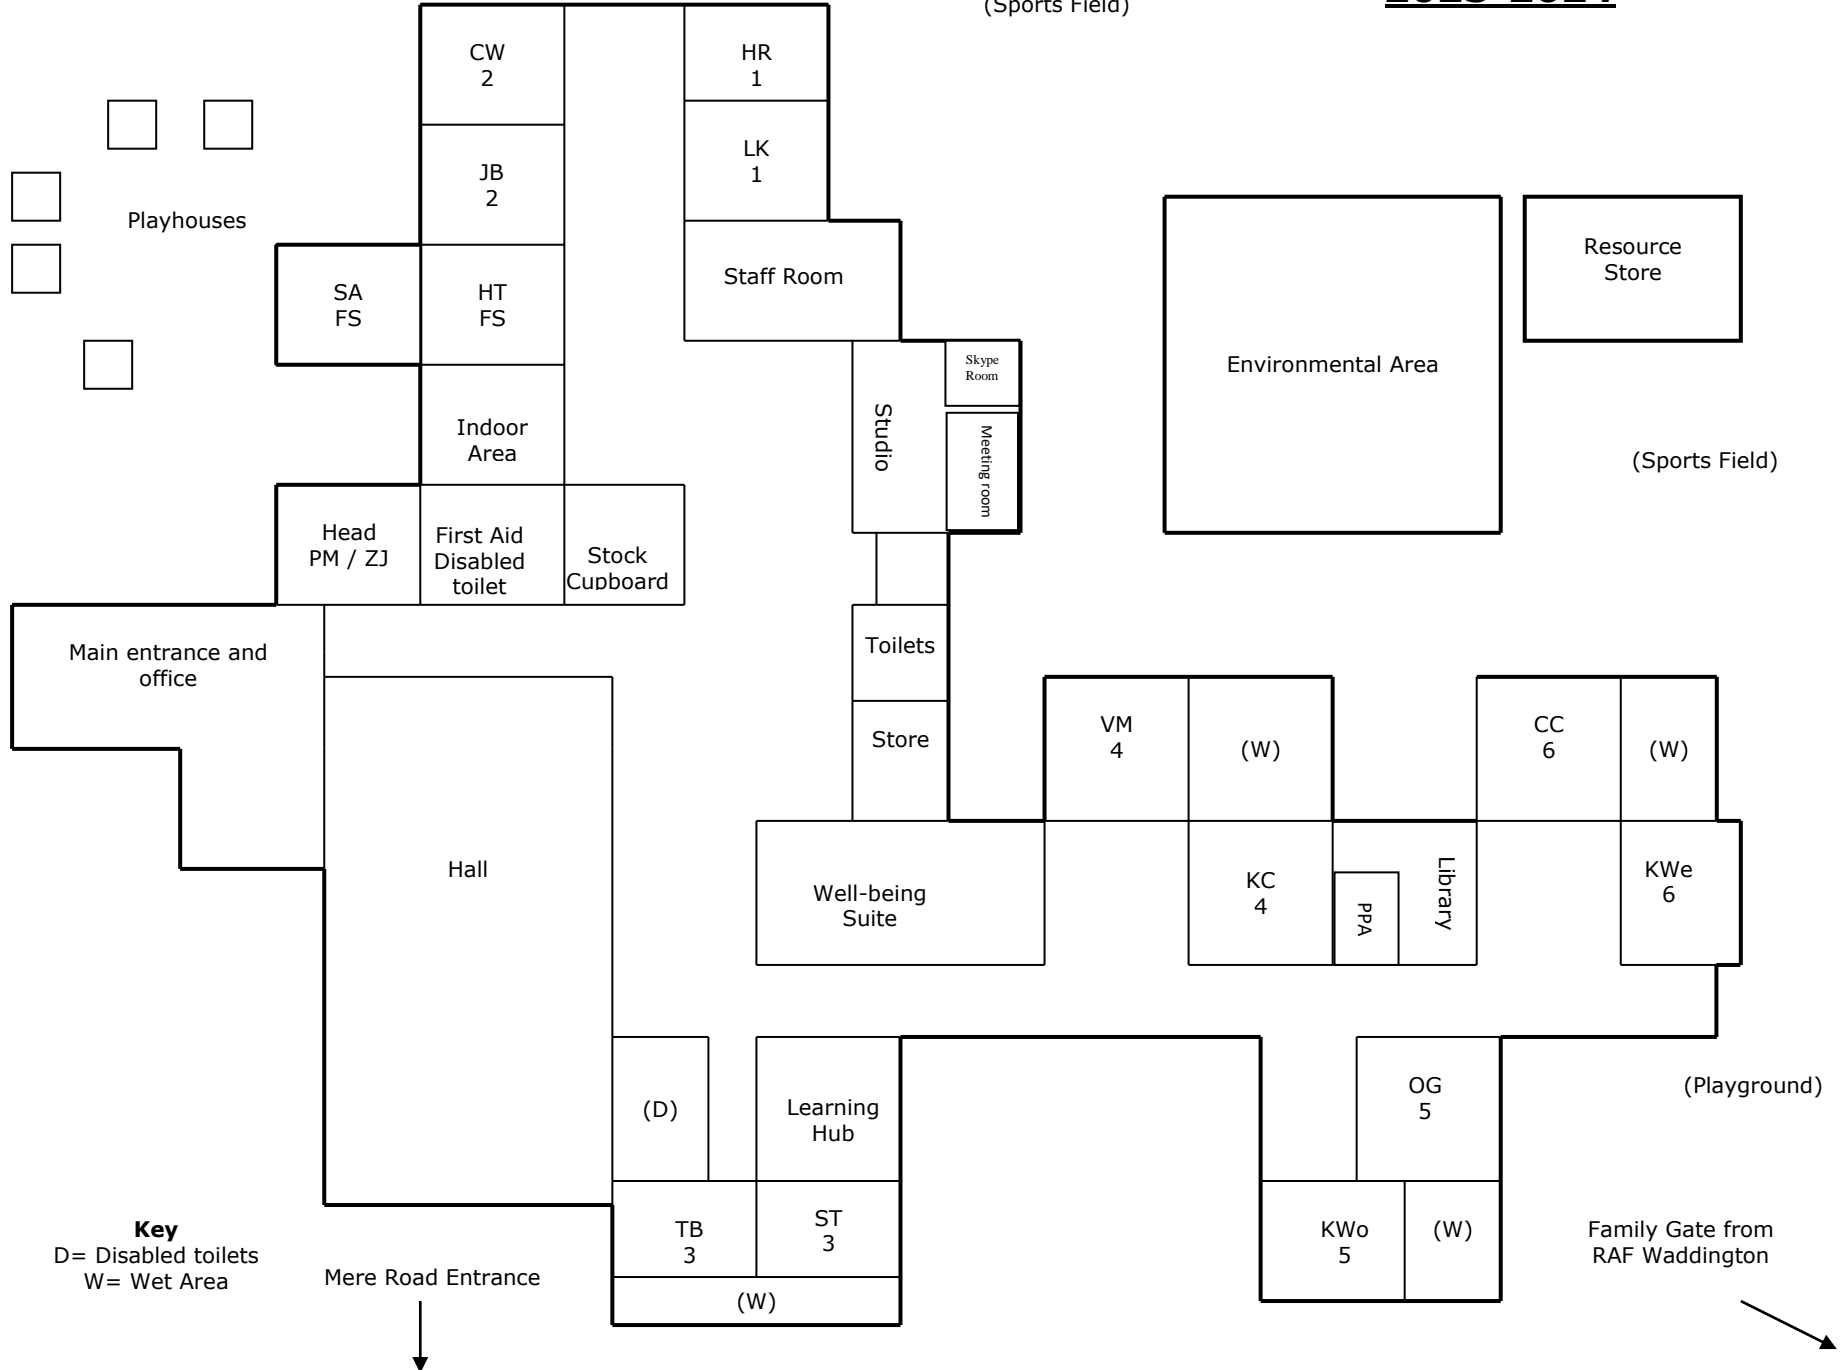 (Sports Field)
2023-2024
CW
2
HR
1
JB
2
LK
1
Playhouses
SA
FS
HT
FS
Staff Room
Resource
Store
Skype
Room
Environmental Area
Studio
Meeting room
Indoor
Area
(Sports Field)
Head
PM / ZJ
First Aid
Disabled
toilet
Stock
Cupboard
Main entrance and
office
Toilets
Store
VM
4
(W)
CC
6
(W)
Hall
Well-being
Suite
KC
4
PPA
Library
KWe
6
(D)
Learning
Hub
OG
5
(Playground)
TB
3
ST
3
(W)
KWo
5
(W)
Family Gate from
RAF Waddington
Key
D= Disabled toilets
W= Wet Area
Mere Road Entrance